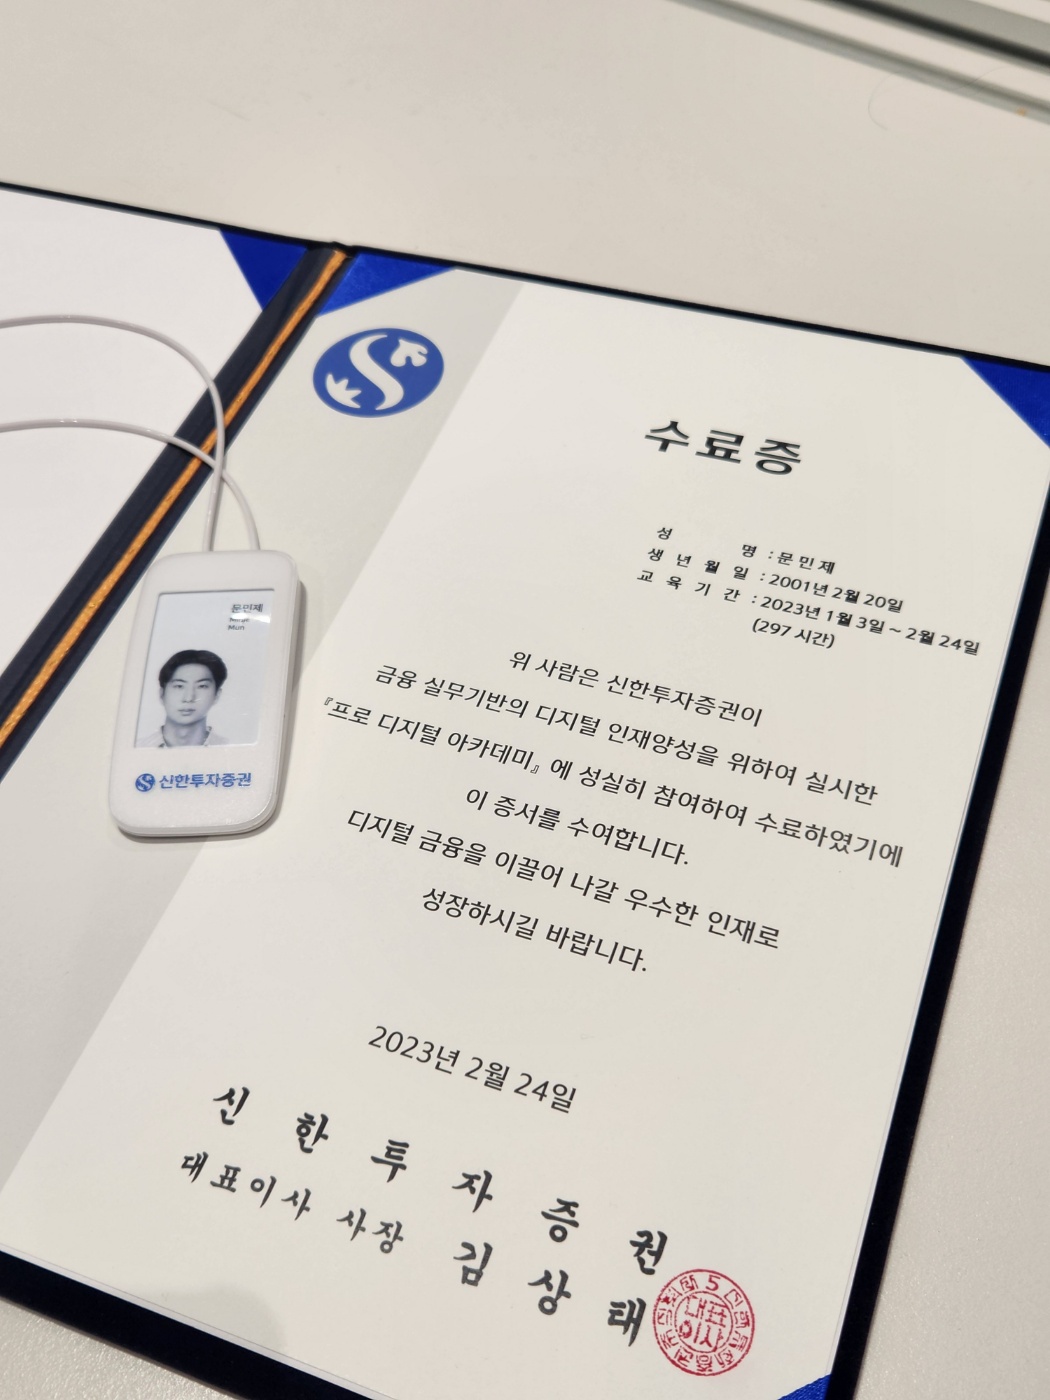 문민제
Mun
신한투자증권
수료증
성 명 : 문 민 제
생 년 월 일 : 2001년 2월 20일
교 육 기 간 : 2023년 1월 3일 ~ 2월 24일
(297 시간)
위 사람은 신한투자증권이
금융 실무기반의 디지털 인재양성을 위하여 실시한
『프로 디지털 아카데미』 에 성실히 참여하여 수료하였기에
이 증서를 수여합니다.
디지털 금융을 이끌어 나갈 우수한 인재로
성장하시길 바랍니다.
2023년 2월 24일
신 한 투 자 증 권
대표이사 사장 김 상 태
대표
이사